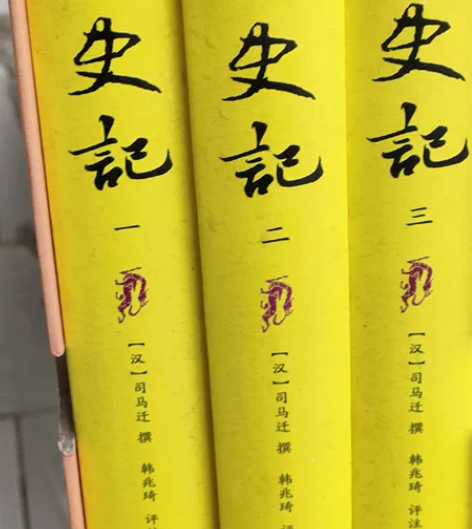 史記
一
【汉】司马迁 撰 韩兆琦 评
史記
二
【汉】司马迁 撰 韩兆琦
史記
三
【汉】司马迁 撰 韩兆琦 评注